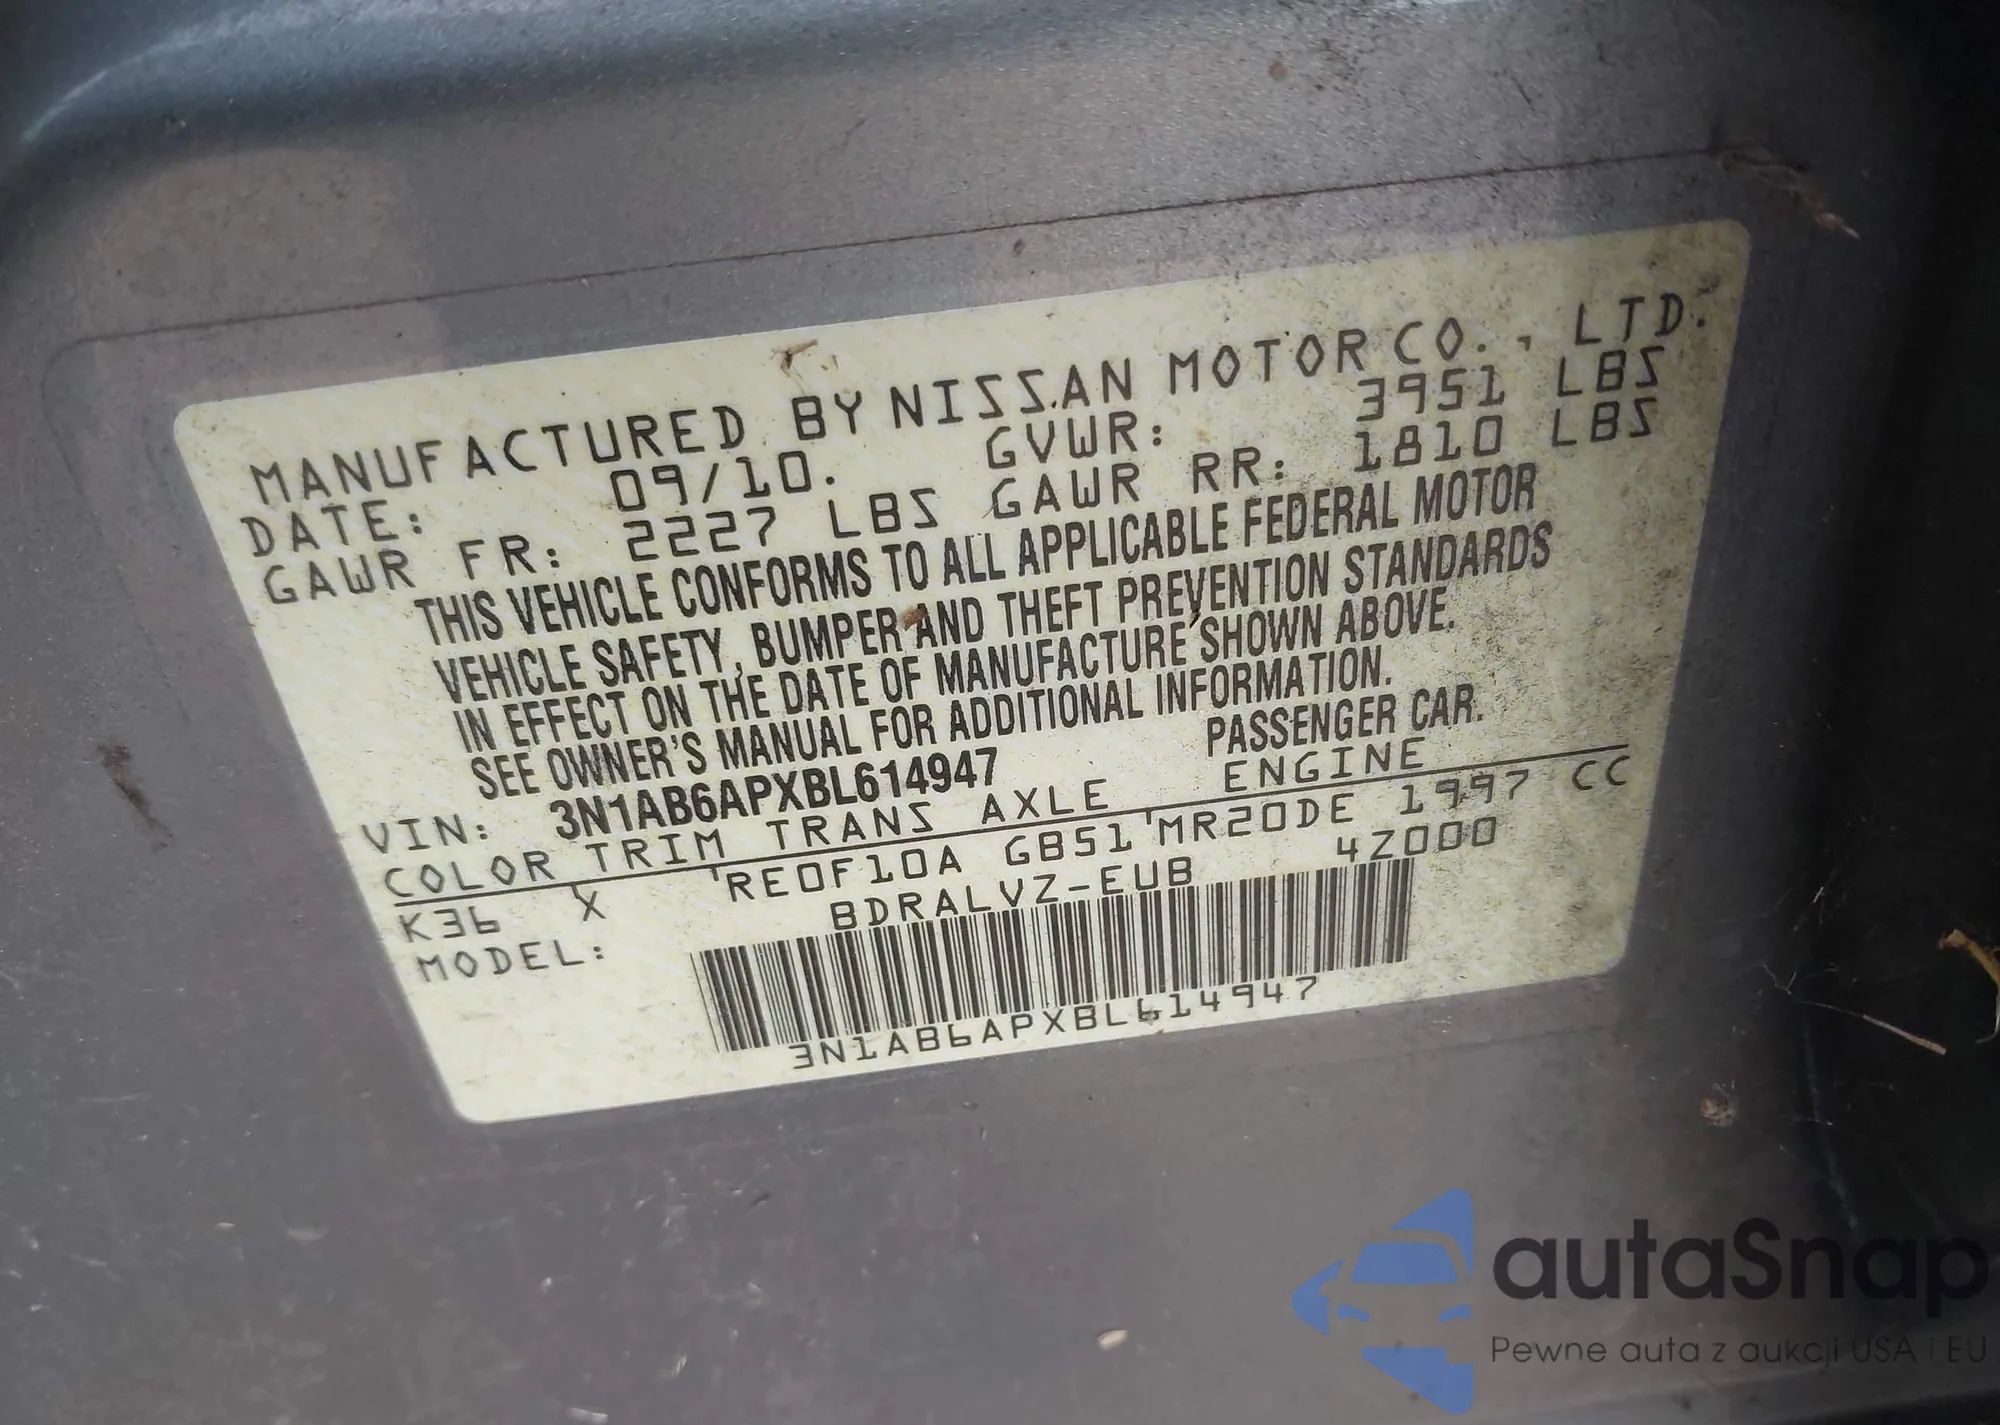 MANUFACTURED BY NISSAN MOTOR CO., LTD.
DATE: 09/10. GVWR: 3951 LBS
GAWR FR: 2227 LBS GAWR RR: 1810 LBS
THIS VEHICLE CONFORMS TO ALL APPLICABLE FEDERAL MOTOR
VEHICLE SAFETY, BUMPER AND THEFT PREVENTION STANDARDS
IN EFFECT ON THE DATE OF MANUFACTURE SHOWN ABOVE.
SEE OWNER'S MANUAL FOR ADDITIONAL INFORMATION.
VIN: 3N1AB6APXBL614947 PASSENGER CAR.
COLOR TRIM TRANS AXLE ENGINE
K36 X RE0F10A GB51 MR20DE 1997 CC
MODEL: BDRALVZ-EUB 4Z000
3N1AB6APXBL614947
autaSnap
Pewne auta z aukcji USA i EU